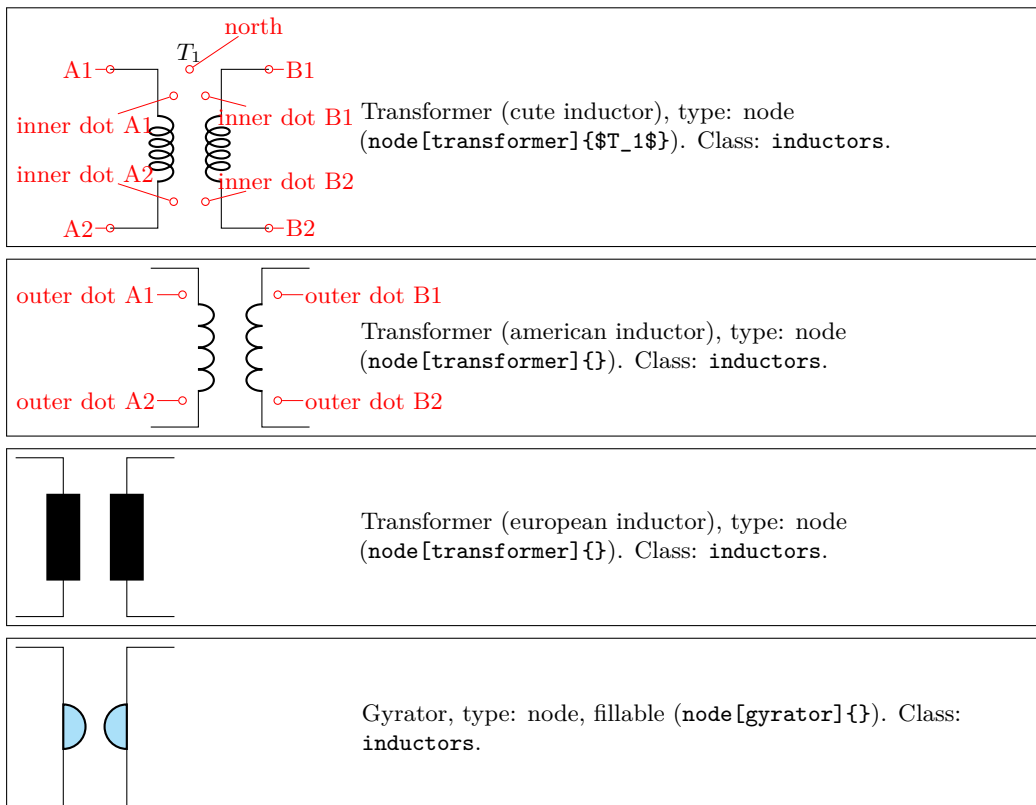 north
T1
A1
B1
inner dot A1
inner dot B1
Transformer (cute inductor), type: node
(node[transformer]{$T_1$}). Class: inductors.
inner dot A2
inner dot B2
A2
B2
outer dot A1
outer dot B1
Transformer (american inductor), type: node
(node[transformer]{}). Class: inductors.
outer dot A2
outer dot B2
Transformer (european inductor), type: node
(node[transformer]{}). Class: inductors.
Gyrator, type: node, fillable (node[gyrator]{}). Class:
inductors.